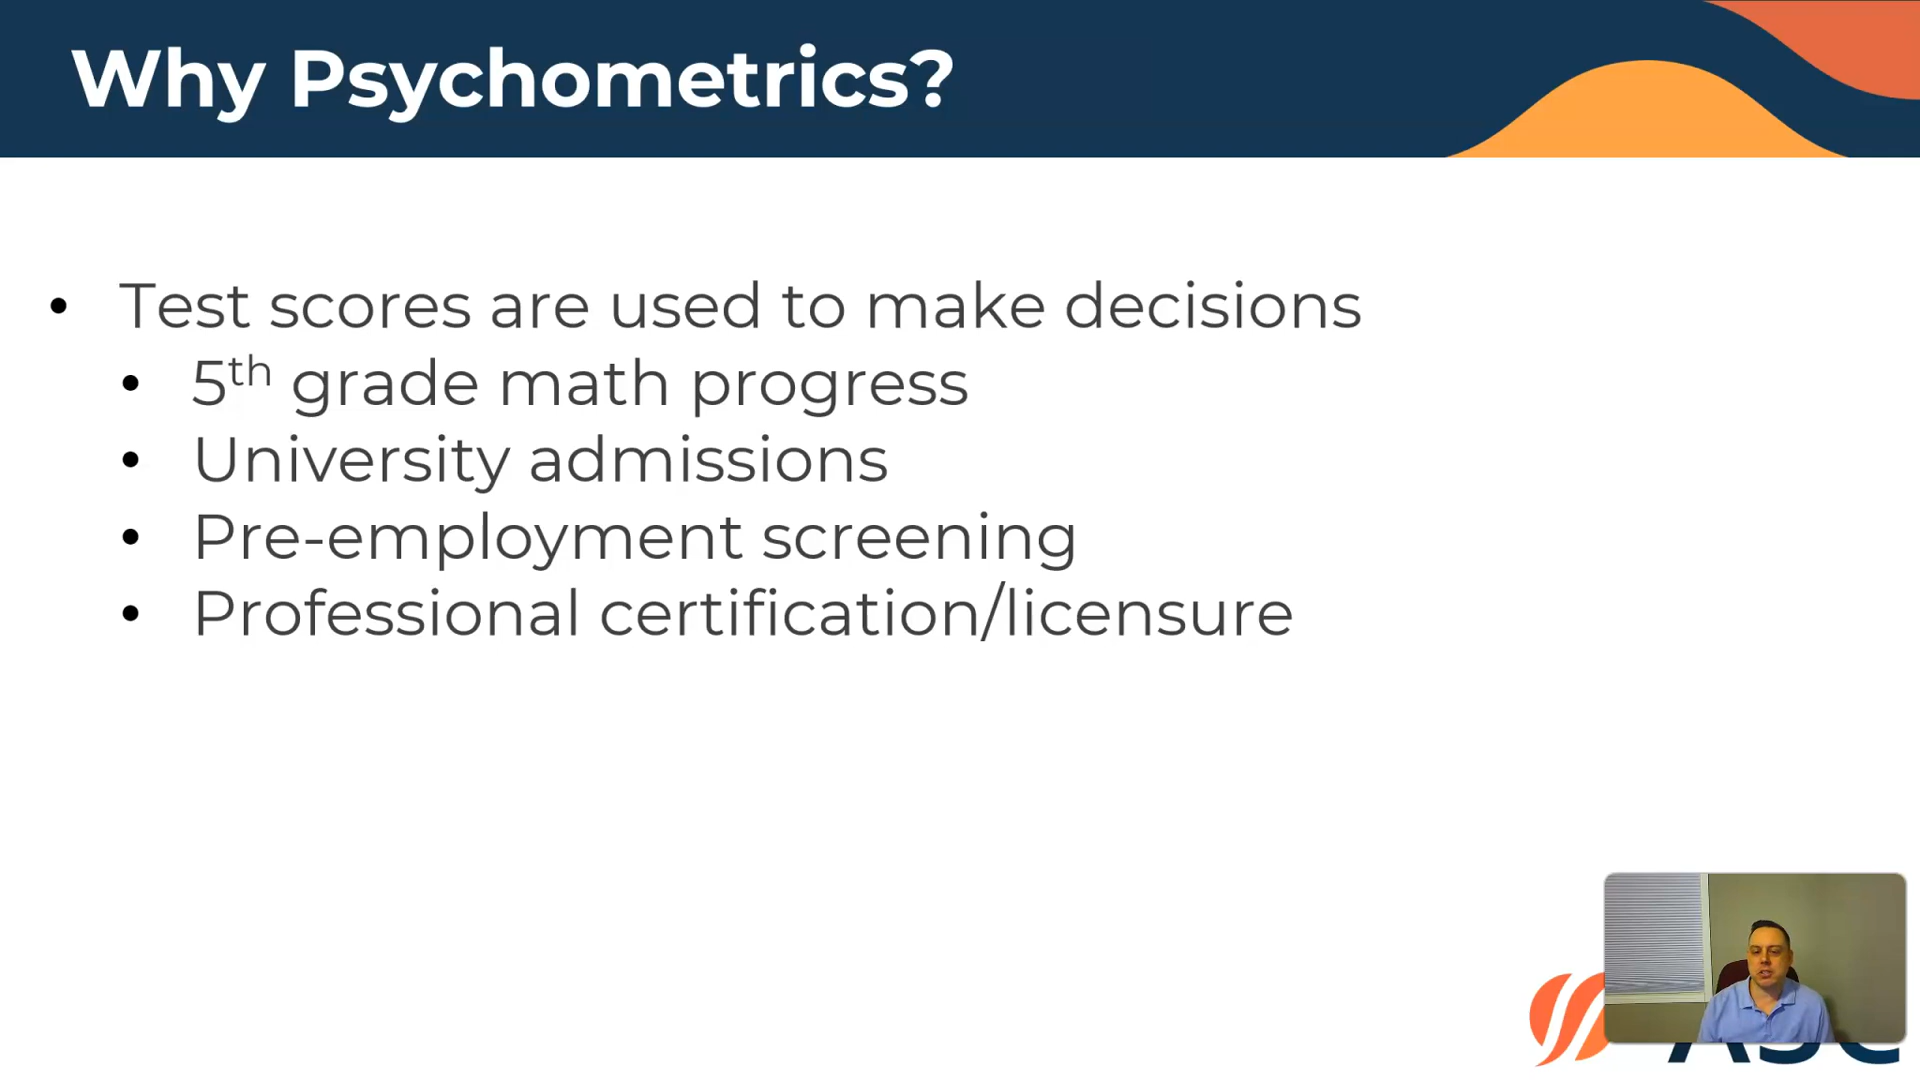 Why Psychometrics?
• Test scores are used to make decisions
• 5th grade math progress
• University admissions
• Pre-employment screening
• Professional certification/licensure